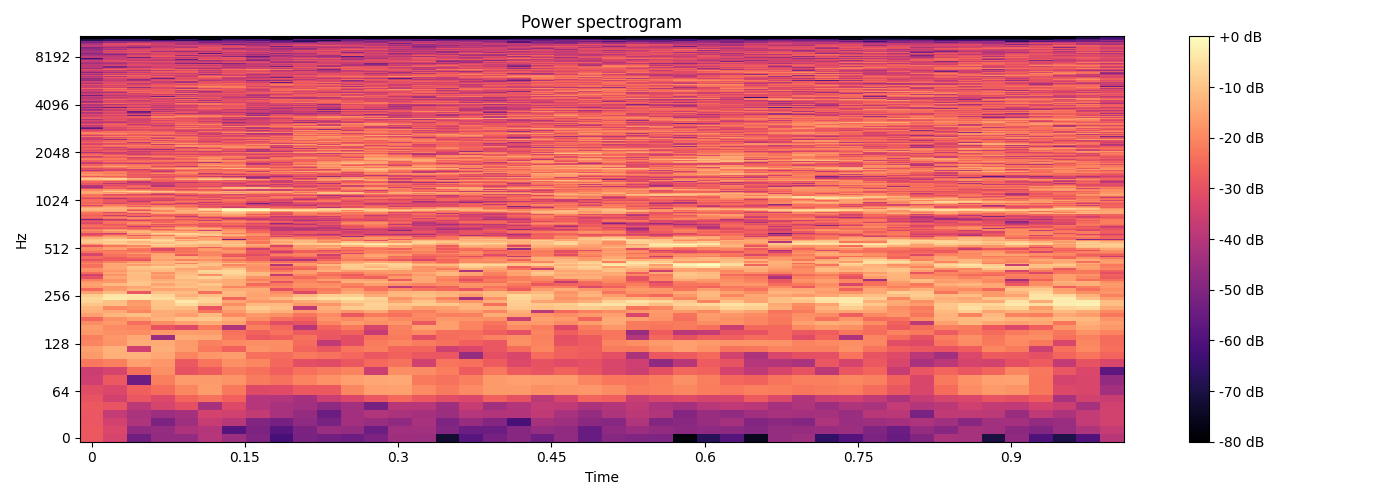 Power spectrogram
Hz
8192
4096
2048
1024
512
256
128
64
0
0 0.15 0.3 0.45 0.6 0.75 0.9
Time
+0 dB
-10 dB
-20 dB
-30 dB
-40 dB
-50 dB
-60 dB
-70 dB
-80 dB